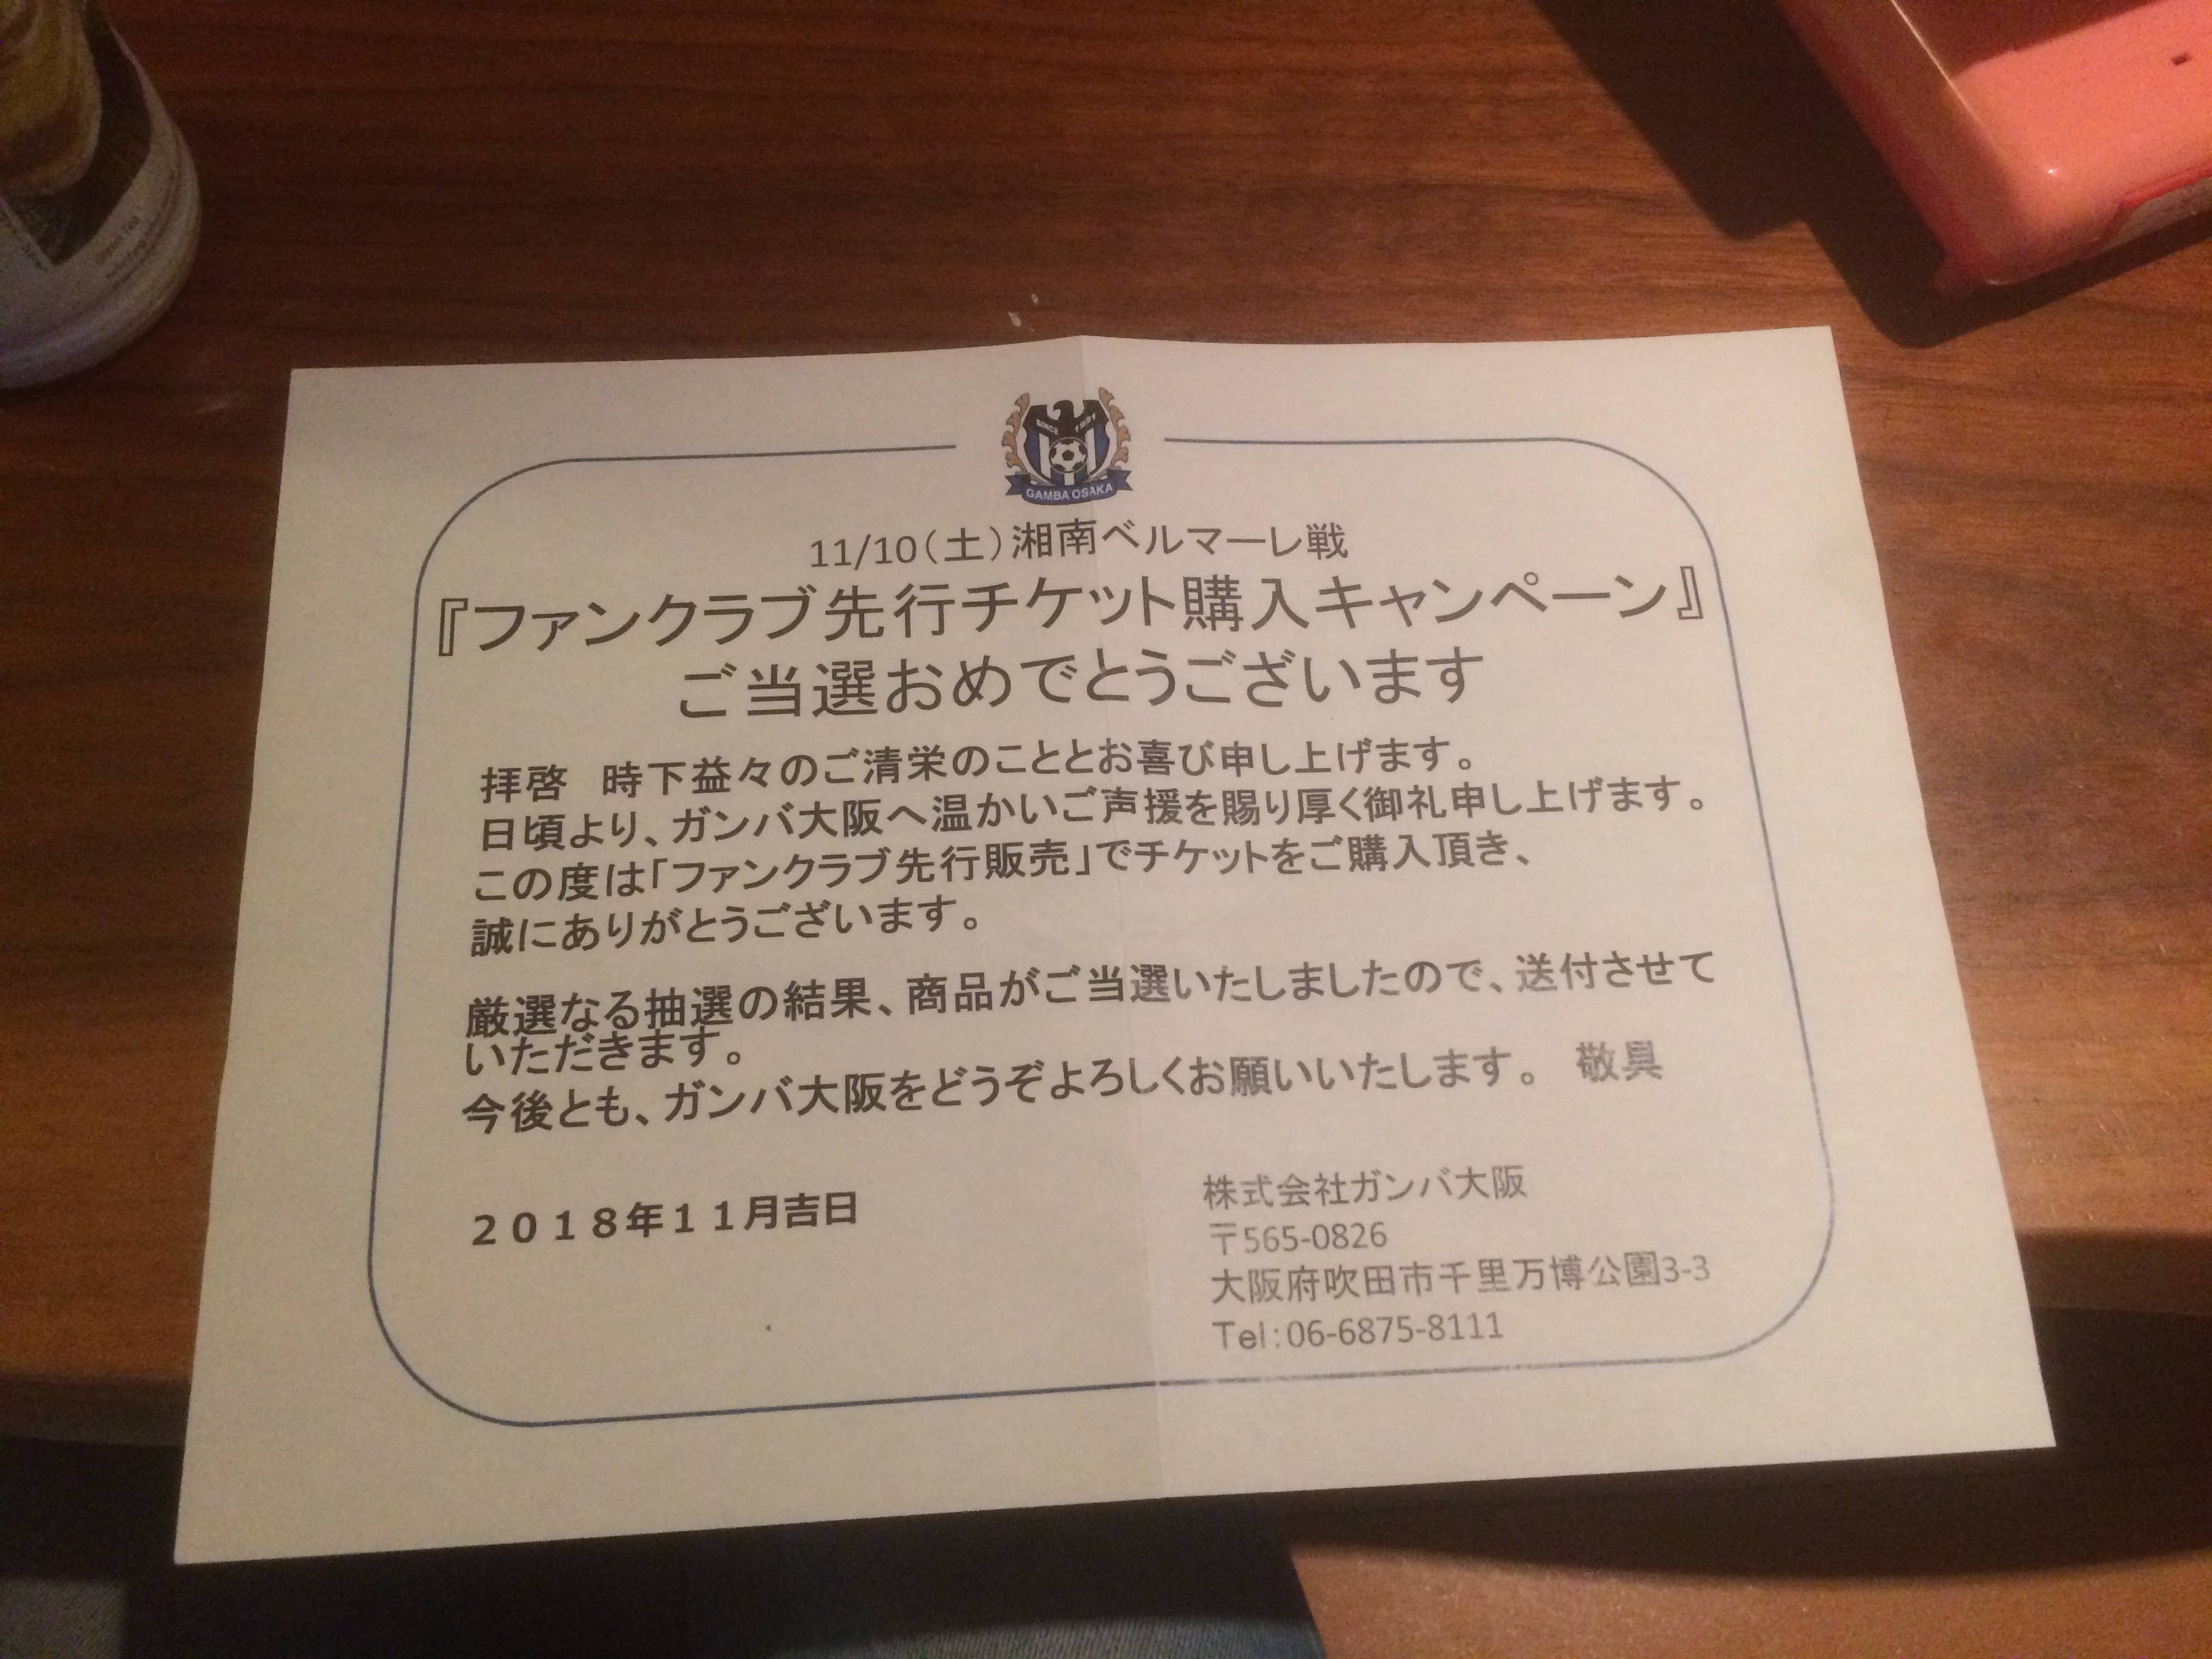 SINCE 1991
GAMBA OSAKA
11/10(土)湘南ベルマーレ戦
『ファンクラブ先行チケット購入キャンペーン』
ご当選おめでとうございます
拝啓　時下益々のご清栄のこととお喜び申し上げます。
日頃より、ガンバ大阪へ温かいご声援を賜り厚く御礼申し上げます。
この度は「ファンクラブ先行販売」でチケットをご購入頂き、
誠にありがとうございます。
厳選なる抽選の結果、商品がご当選いたしましたので、送付させて
いただきます。
今後とも、ガンバ大阪をどうぞよろしくお願いいたします。　敬具
２０１８年１１月吉日
株式会社ガンバ大阪
〒565-0826
大阪府吹田市千里万博公園3-3
Tel:06-6875-8111